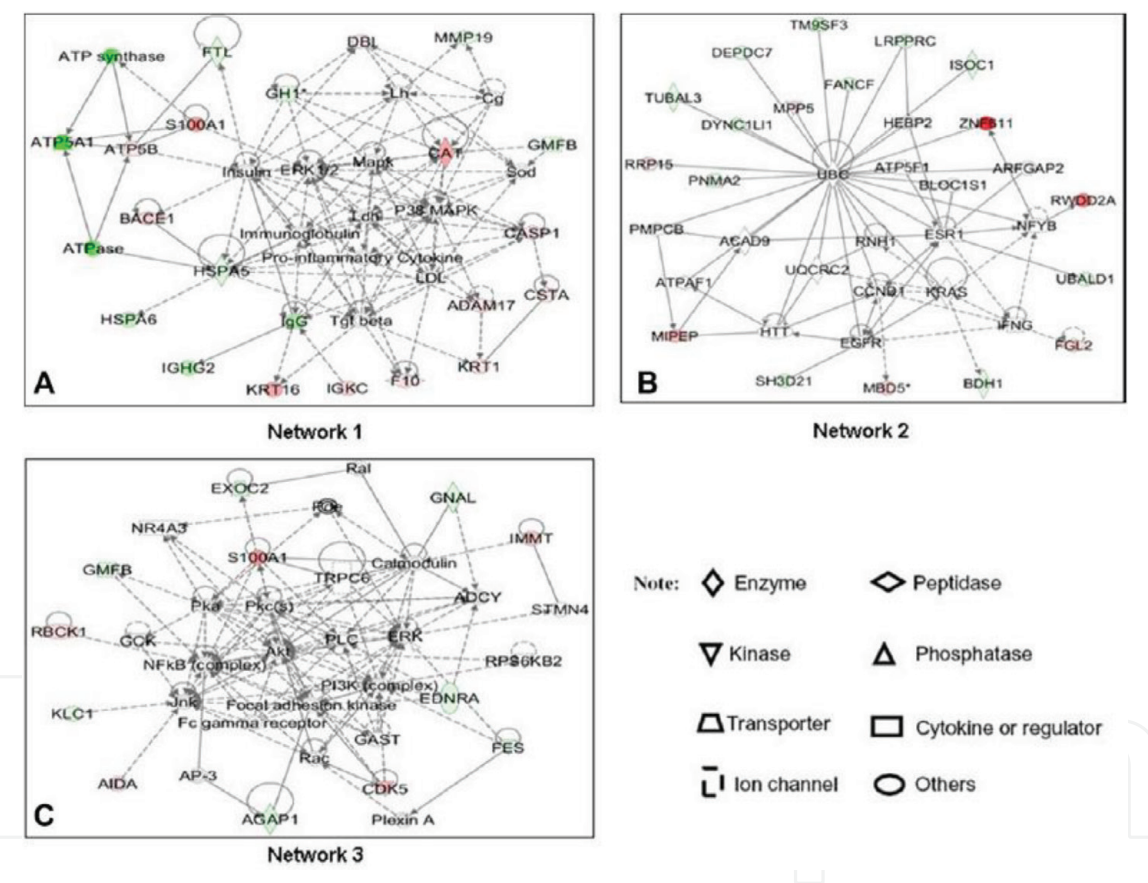 ATP synthase
FTL
DBL
MMP19
GH1*
Lh
Cg
S100A1
ATP5A1
ATP5B
Insulin
ERK1/2
Mapk
CAT
GMFB
Sod
BACE1
Ldh
P38 MAPK
Immunoglobulin
CASP1
ATPase
HSPA5
Pro-inflammatory Cytokine
LDL
ADAM17
CSTA
HSPA6
IgG
Tgf beta
IGHG2
KRT16
IGKC
F10
KRT1
A
Network 1
TM9SF3
DEPDC7
LRPPRC
ISOC1
FANCF
TUBAL3
MPP5
DYNC1LI1
HEBP2
ZNF611
RRP15
PNMA2
UBC
ATP5F1
ARFGAP2
BLOC1S1
RWDD2A
PMPCB
ACAD9
RNH1
ESR1
NFYB
ATPAF1
UQCRC2
CCND1
KRAS
UBALD1
MIPEP
HTT
EGFR
IFNG
FGL2
SH3D21
MBD5*
BDH1
B
Network 2
Ral
EXOC2
GNAL
Pde
NR4A3
IMMT
S100A1
Calmodulin
GMFB
TRPC6
Pka
Pkc(s)
ADCY
STMN4
RBCK1
GCK
Akt
PLC
ERK
NFkB (complex)
RPS6KB2
PI3K (complex)
Jnk
Focal adhesion kinase
EDNRA
KLC1
Fc gamma receptor
GAST
FES
Rac
AIDA
AP-3
CDK5
AGAP1
Plexin A
C
Network 3
Note:
Enzyme
Peptidase
Kinase
Phosphatase
Transporter
Cytokine or regulator
Ion channel
Others